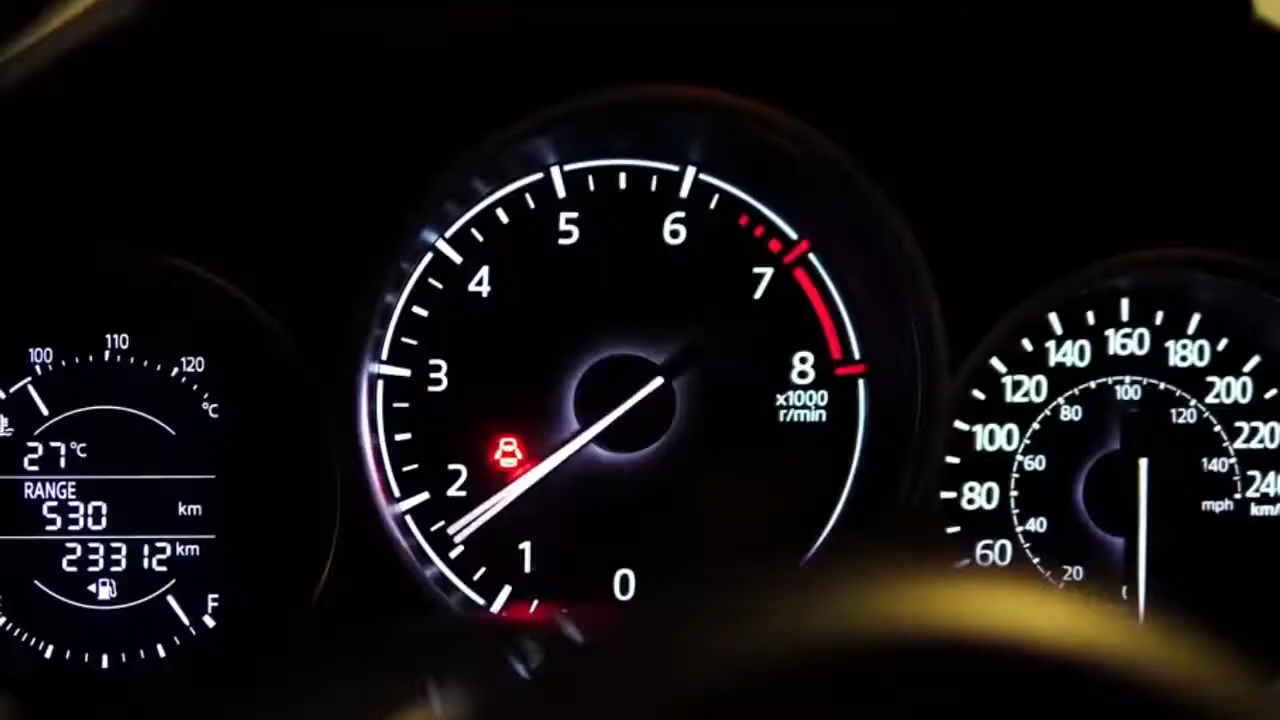 100 110 120
°C
27°C
RANGE
530 km
23312 km
F
0 1 2 3 4 5 6 7 8
x1000
r/min
60 80 100 120 140 160 180 200 220
km/
20 40 60 80 100 120 140
mph